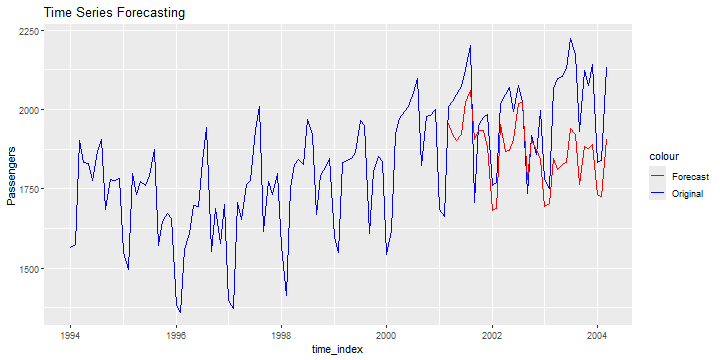 Time Series Forecasting
Passengers
2250
2000
1750
1500
1994
1996
1998
2000
2002
2004
time_index
colour
Forecast
Original